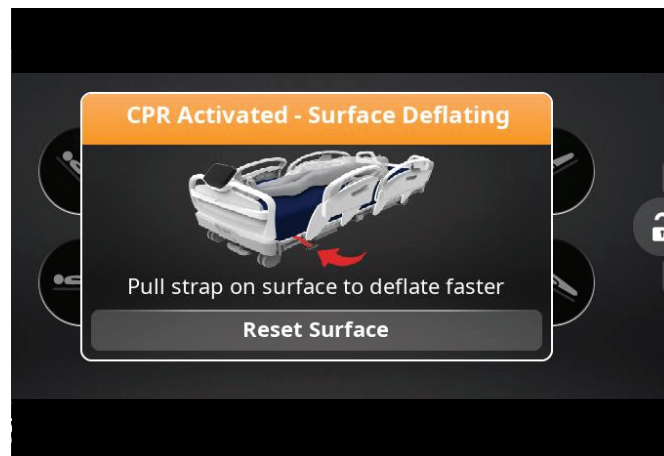 CPR Activated - Surface Deflating
Pull strap on surface to deflate faster
Reset Surface